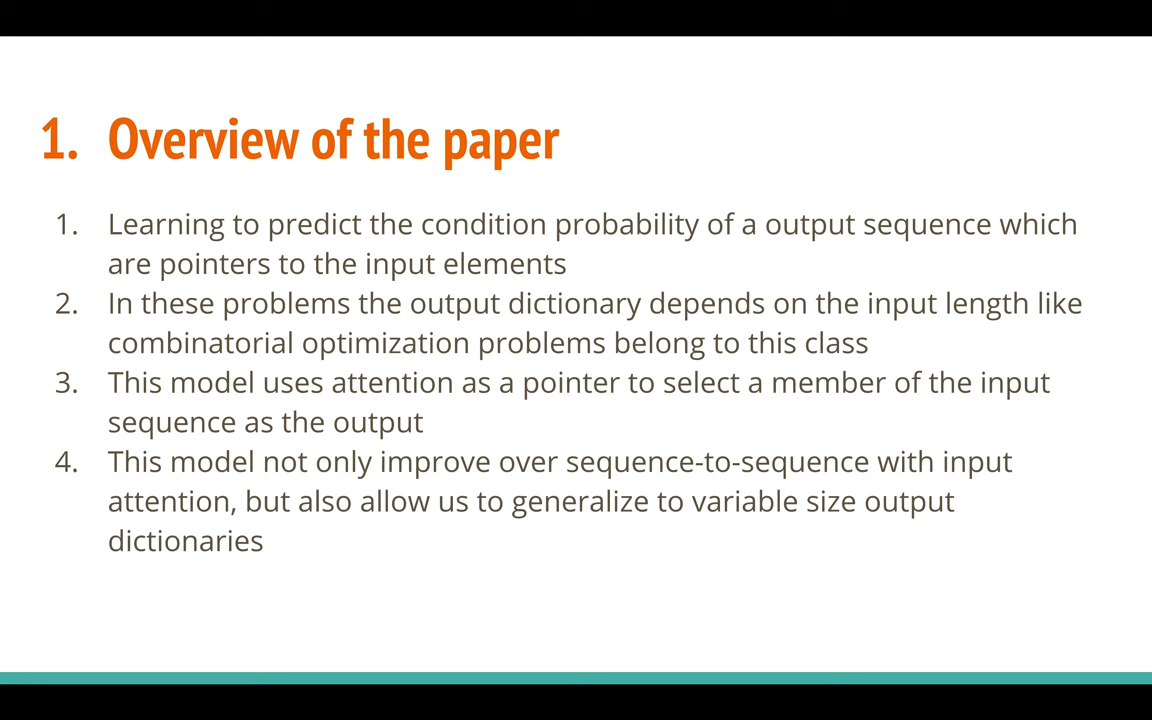 1. Overview of the paper
1. Learning to predict the condition probability of a output sequence which
are pointers to the input elements
2. In these problems the output dictionary depends on the input length like
combinatorial optimization problems belong to this class
3. This model uses attention as a pointer to select a member of the input
sequence as the output
4. This model not only improve over sequence-to-sequence with input
attention, but also allow us to generalize to variable size output
dictionaries